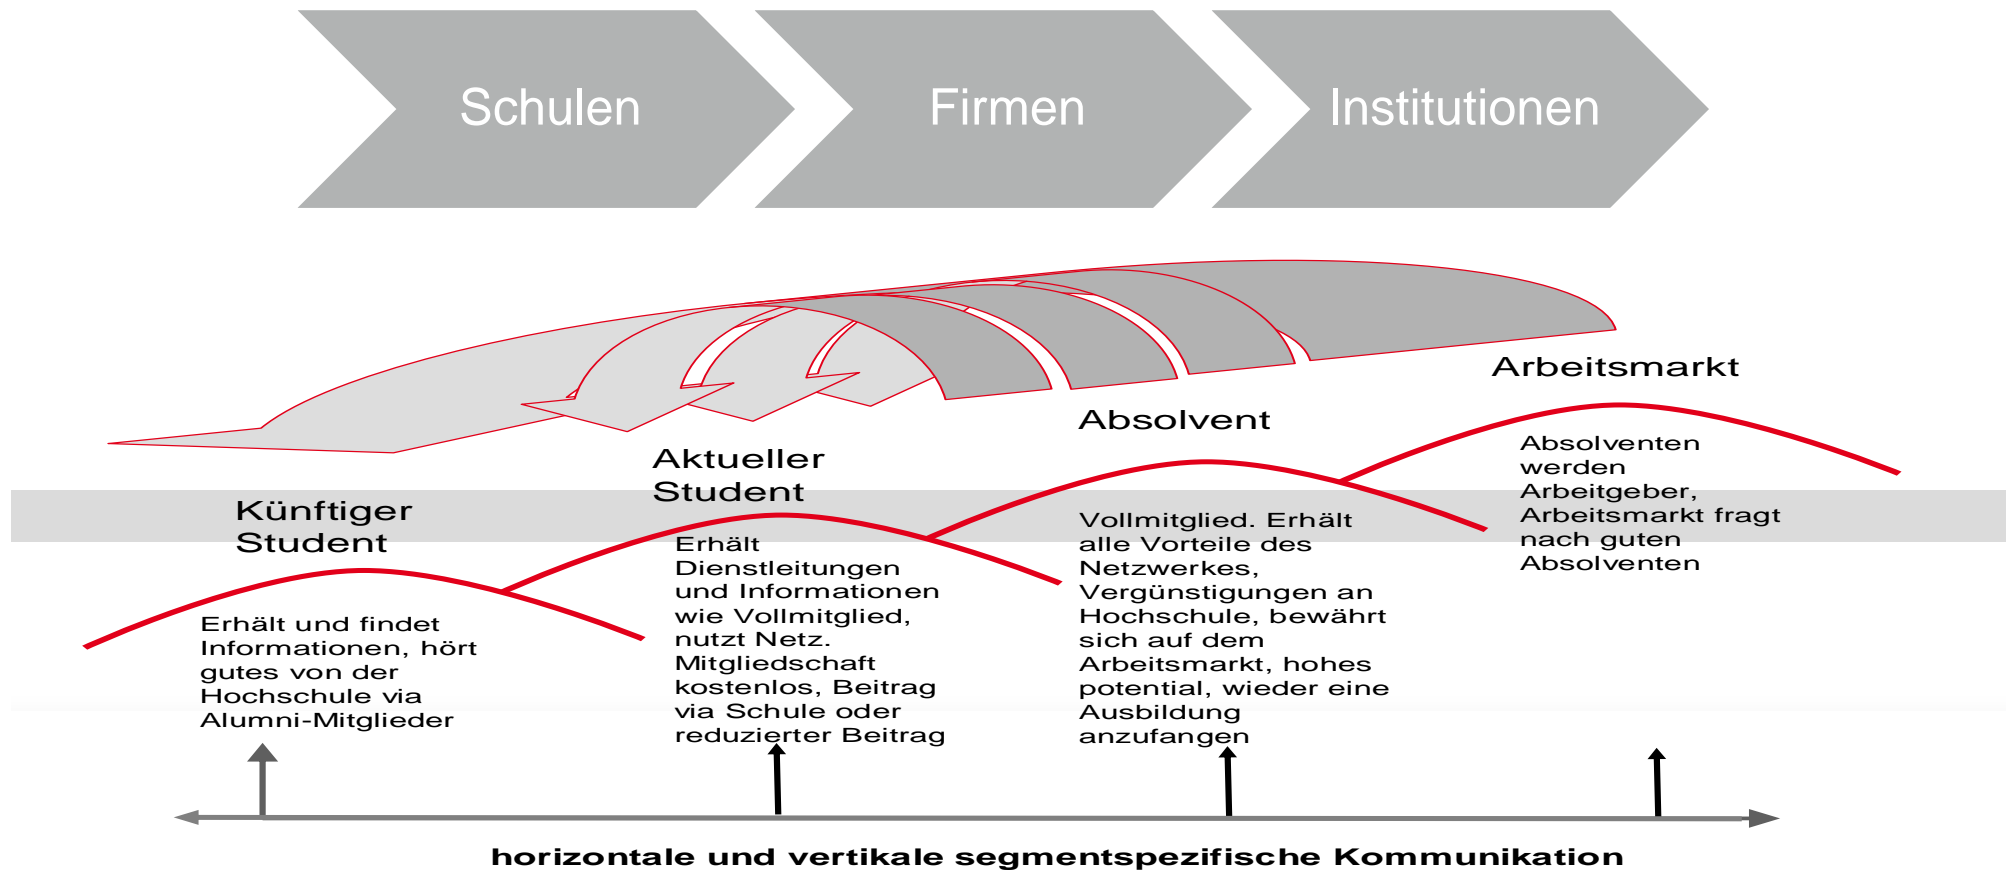 Schulen
Firmen
Institutionen
Künftiger
Student
Erhält und findet
Informationen, hört
gutes von der
Hochschule via
Alumni-Mitglieder
Aktueller
Student
Erhält
Dienstleitungen
und Informationen
wie Vollmitglied,
nutzt Netz.
Mitgliedschaft
kostenlos, Beitrag
via Schule oder
reduzierter Beitrag
Absolvent
Vollmitglied. Erhält
alle Vorteile des
Netzwerkes,
Vergünstigungen an
Hochschule, bewährt
sich auf dem
Arbeitsmarkt, hohes
potential, wieder eine
Ausbildung
anzufangen
Arbeitsmarkt
Absolventen
werden
Arbeitgeber,
Arbeitsmarkt fragt
nach guten
Absolventen
horizontale und vertikale segmentspezifische Kommunikation